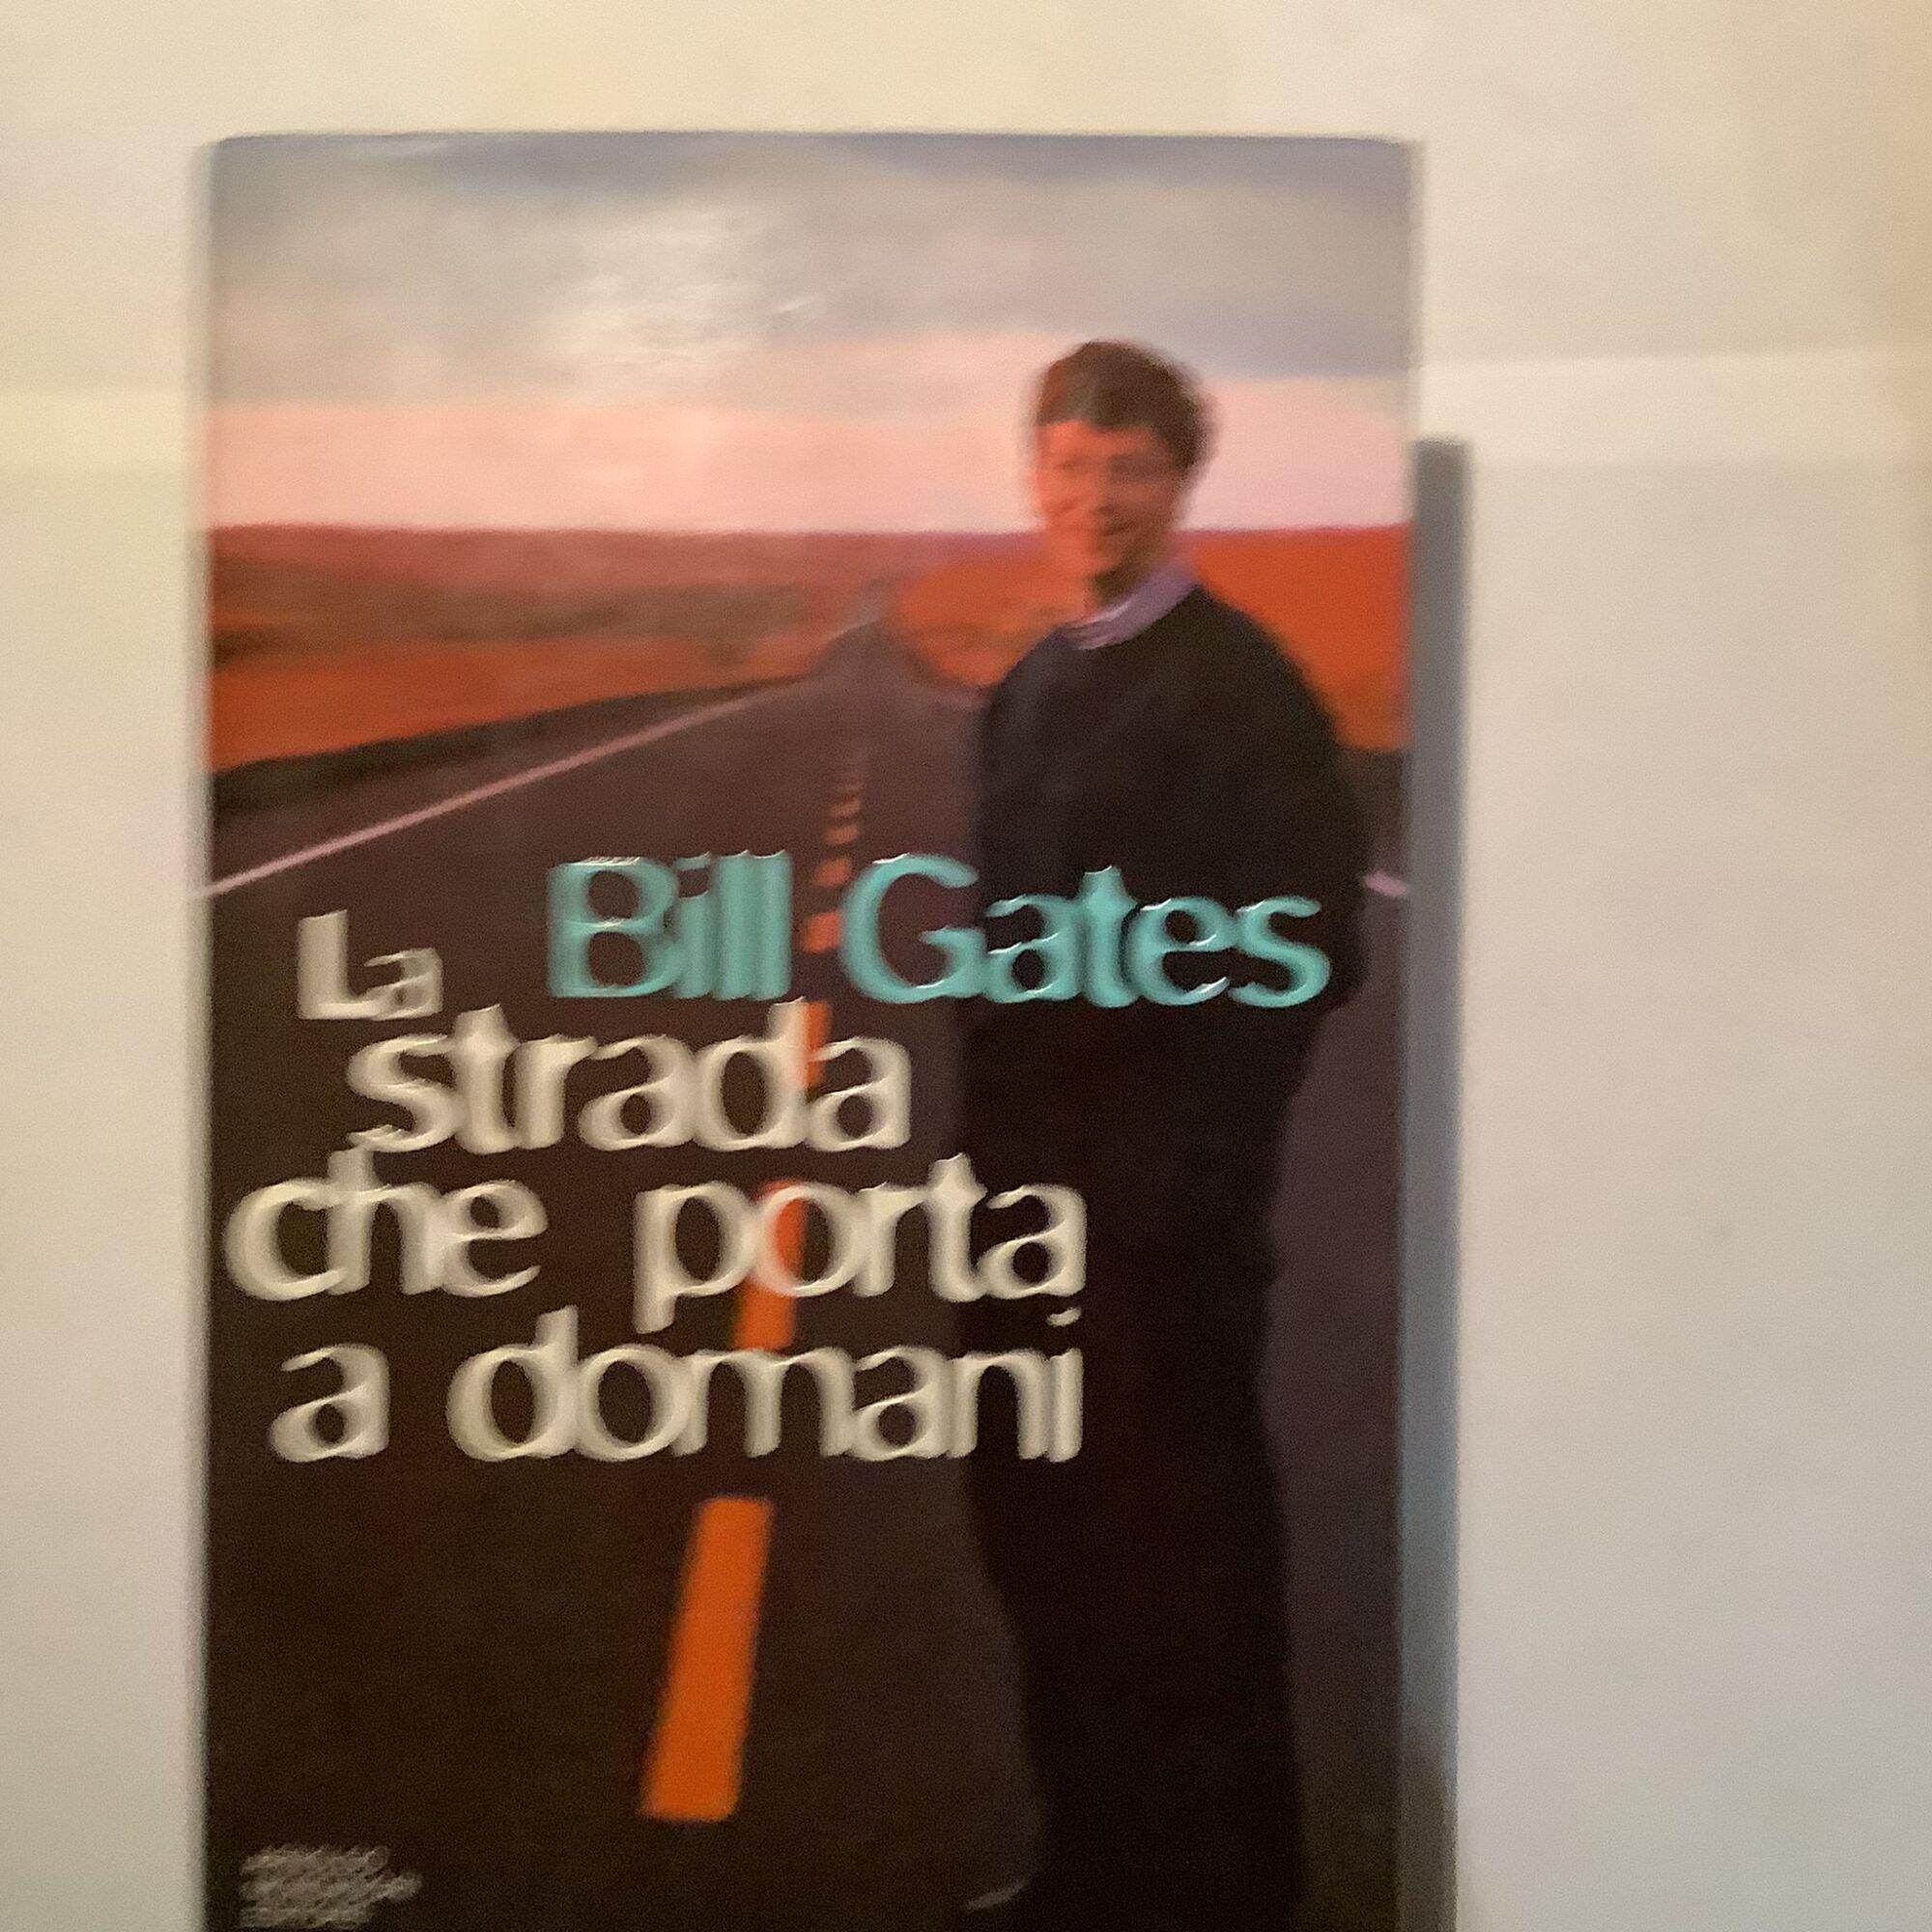 Bill Gates
La
strada
che porta
a domani